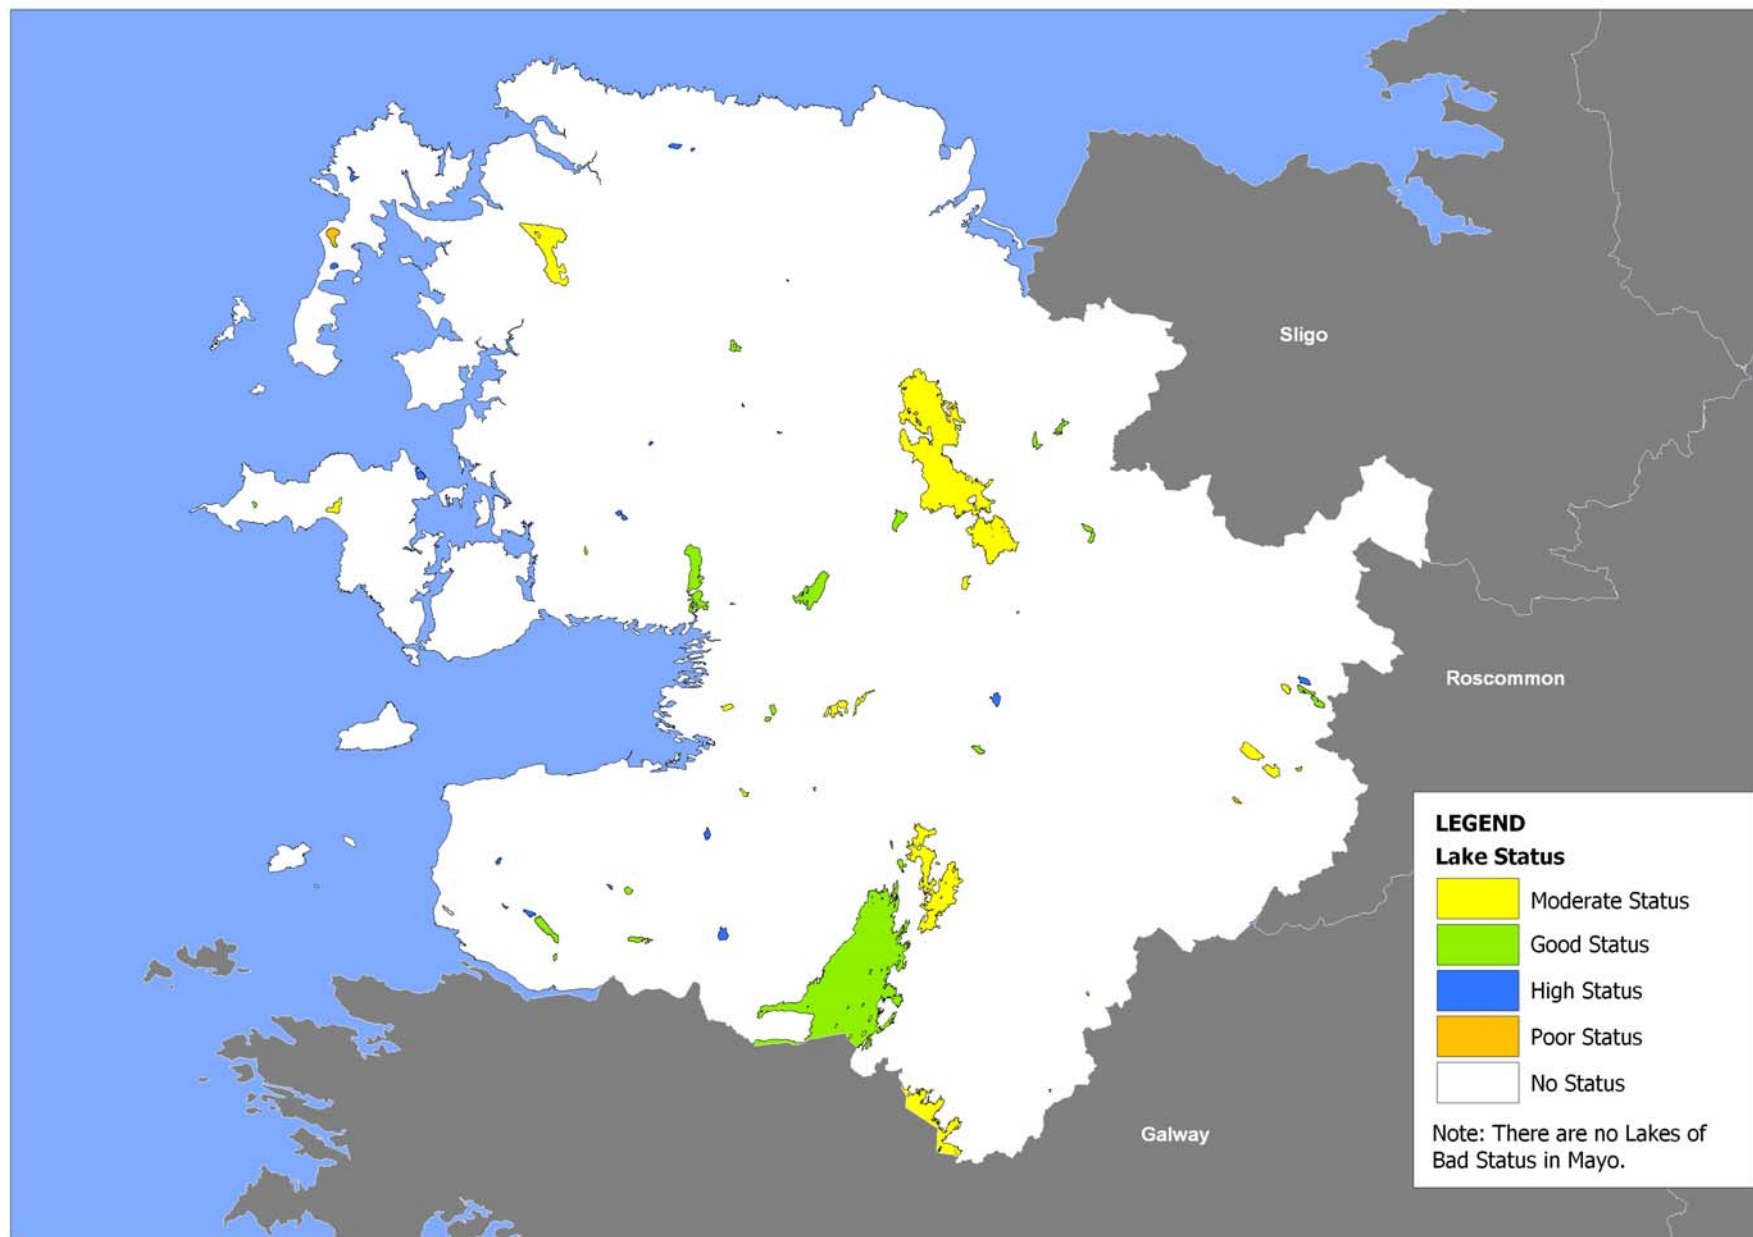 Sligo
Roscommon
Galway
LEGEND
Lake Status
Moderate Status
Good Status
High Status
Poor Status
No Status
Note: There are no Lakes of
Bad Status in Mayo.